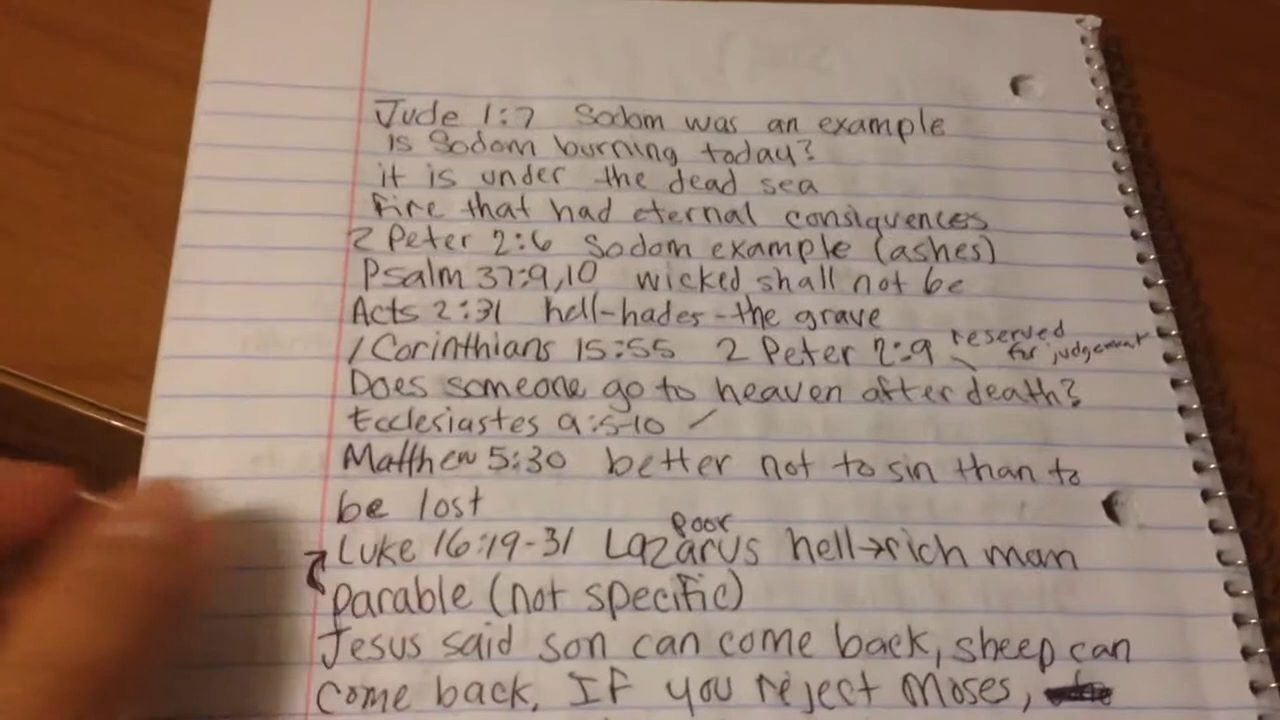 Jude 1:7 Sodom was an example
is Sodom burning today?
it is under the dead sea
fire that had eternal consiquences
2 Peter 2:6 Sodom example (ashes)
Psalm 37:9,10 wicked shall not be
Acts 2:31 hell-hades-the grave
1 Corinthians 15:55 2 Peter 2:9 reserved for judgement
Does someone go to heaven after death?
Ecclesiastes 9:5-10
Matthew 5:30 better not to sin than to
be lost
Luke 16:19-31 Lazarus poor hell→rich man
parable (not specific)
Jesus said son can come back, sheep can
come back. If you reject Moses,